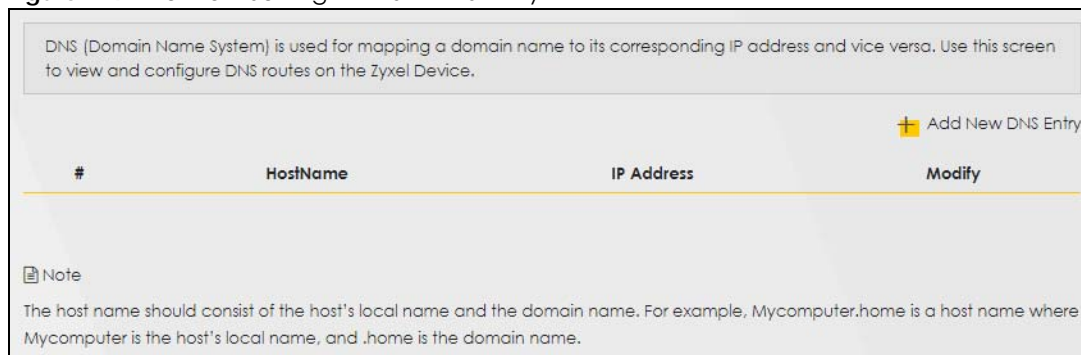 DNS (Domain Name System) is used for mapping a domain name to its corresponding IP address and vice versa. Use this screen
to view and configure DNS routes on the Zyxel Device.
Add New DNS Entry
# HostName IP Address Modify
Note
The host name should consist of the host's local name and the domain name. For example, Mycomputer.home is a host name where
Mycomputer is the host's local name, and .home is the domain name.